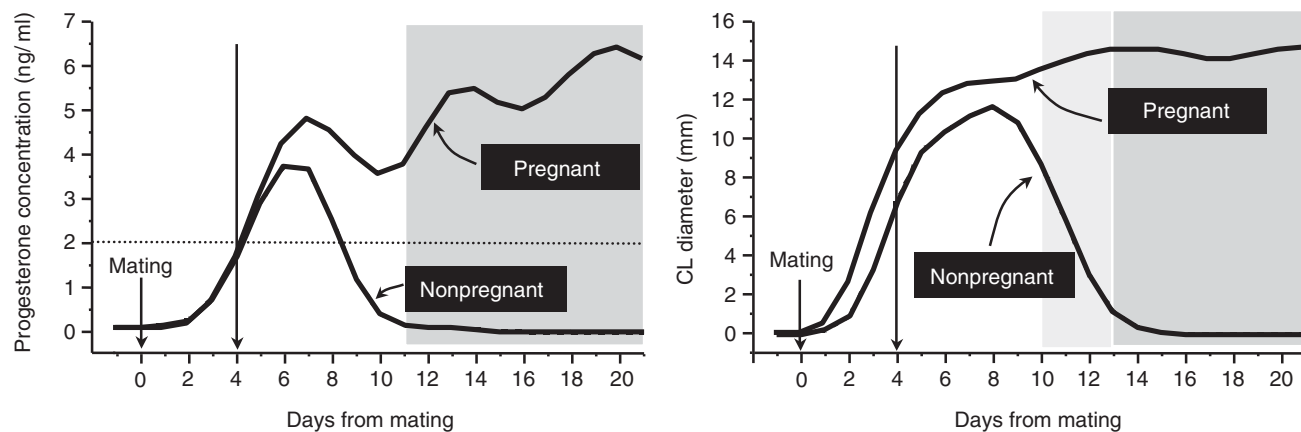 Progesterone concentration (ng/ ml)
7
6
5
4
3
2
1
0
Mating
Pregnant
Nonpregnant
0 2 4 6 8 10 12 14 16 18 20
Days from mating
CL diameter (mm)
16
14
12
10
8
6
4
2
0
Mating
Pregnant
Nonpregnant
0 2 4 6 8 10 12 14 16 18 20
Days from mating